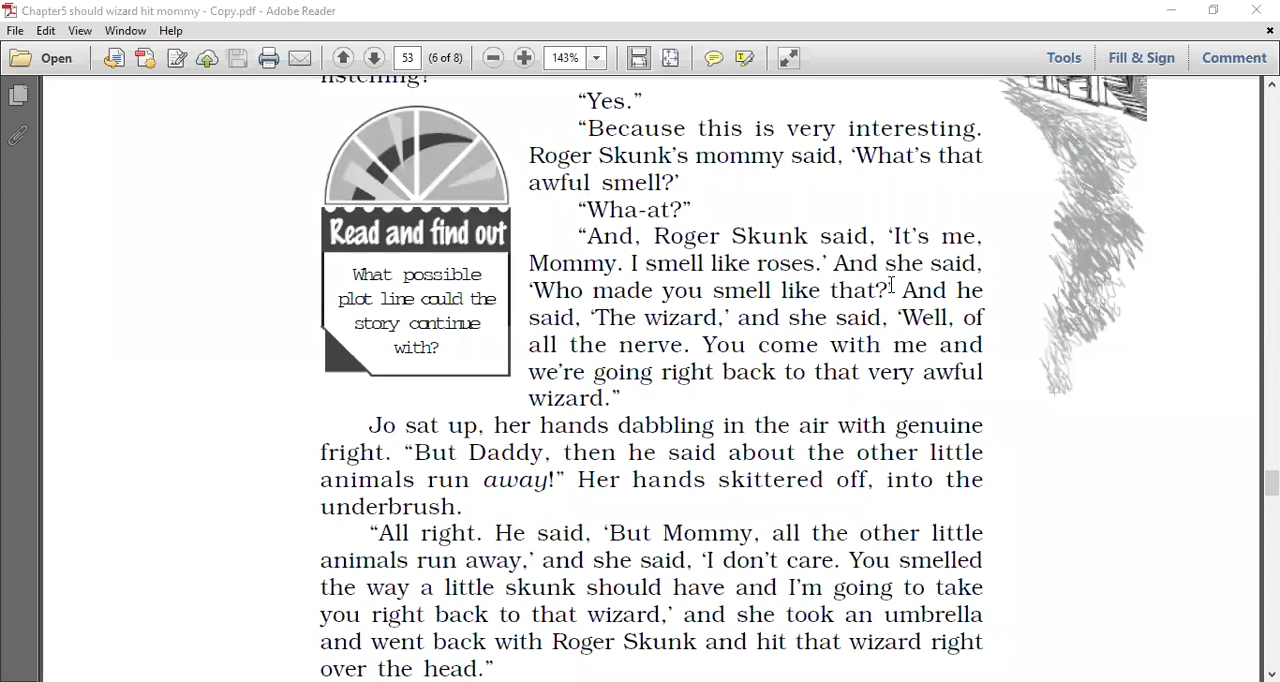 Chapter5 should wizard hit mommy - Copy.pdf - Adobe Reader
File Edit View Window Help
Open 53 (6 of 8) 143% Tools Fill & Sign Comment
listening?
“Yes.”
“Because this is very interesting.
Roger Skunk’s mommy said, ‘What’s that
awful smell?’
“Wha-at?”
“And, Roger Skunk said, ‘It’s me,
Mommy. I smell like roses.’ And she said,
‘Who made you smell like that?’ And he
said, ‘The wizard,’ and she said, ‘Well, of
all the nerve. You come with me and
we’re going right back to that very awful
wizard.”
Read and find out
What possible
plot line could the
story continue
with?
Jo sat up, her hands dabbling in the air with genuine
fright. “But Daddy, then he said about the other little
animals run away!” Her hands skittered off, into the
underbrush.
“All right. He said, ‘But Mommy, all the other little
animals run away,’ and she said, ‘I don’t care. You smelled
the way a little skunk should have and I’m going to take
you right back to that wizard,’ and she took an umbrella
and went back with Roger Skunk and hit that wizard right
over the head.”